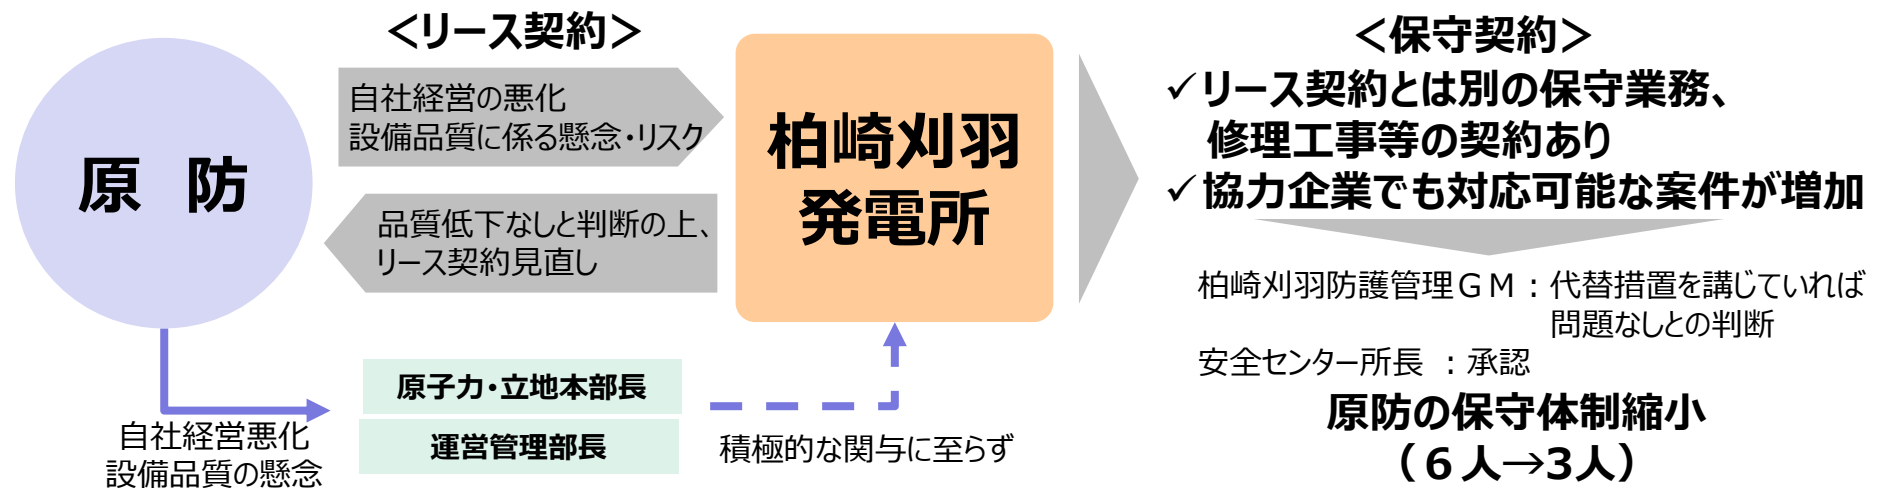 原 防
＜リース契約＞
自社経営の悪化
設備品質に係る懸念・リスク
品質低下なしと判断の上、
リース契約見直し
柏崎刈羽
発電所
自社経営悪化
設備品質の懸念
原子力・立地本部長
運営管理部長
積極的な関与に至らず
＜保守契約＞
✓リース契約とは別の保守業務、
修理工事等の契約あり
✓協力企業でも対応可能な案件が増加
柏崎刈羽防護管理ＧＭ：代替措置を講じていれば
問題なしとの判断
安全センター所長 ：承認
原防の保守体制縮小
（６人→3人）